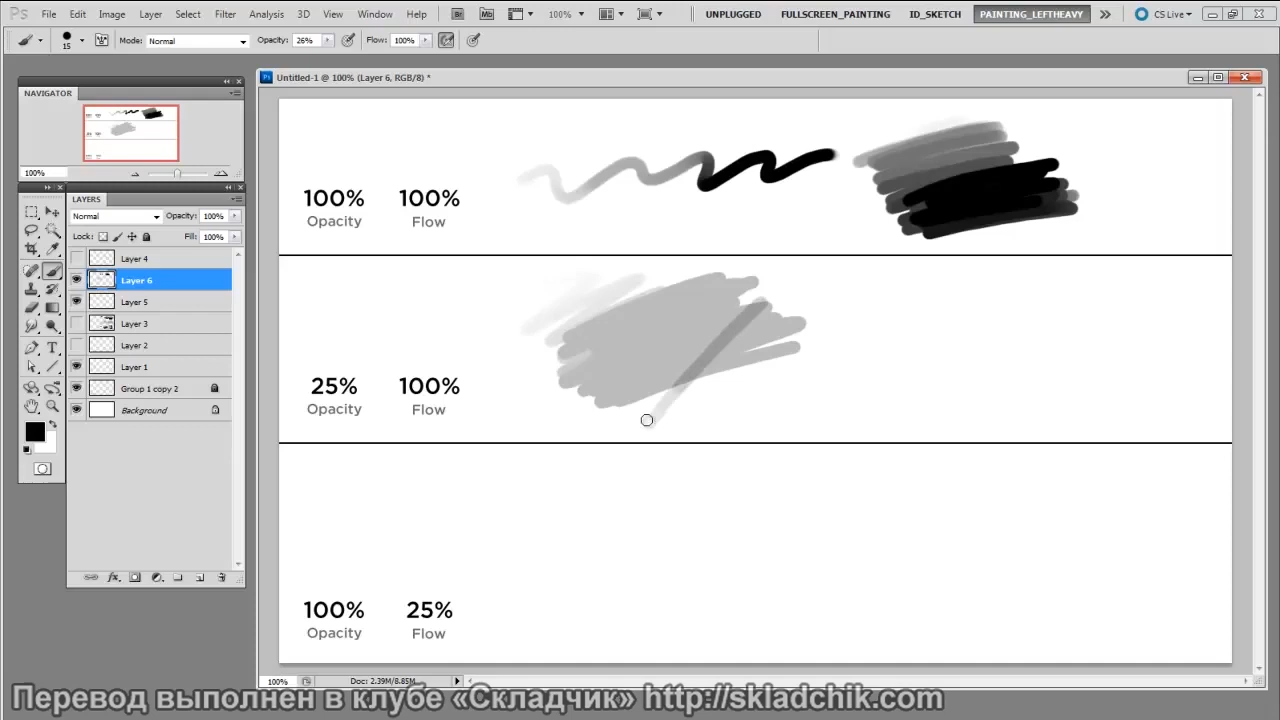 Ps File Edit Image Layer Select Filter Analysis 3D View Window Help Br Mb 100% UNPLUGGED FULLSCREEN_PAINTING ID_SKETCH PAINTING_LEFTHEAVY CS Live
15 Mode: Normal Opacity: 26% Flow: 100%
Ps Untitled-1 @ 100% (Layer 6, RGB/8) *
NAVIGATOR
100%
LAYERS
Normal Opacity: 100%
Lock: Fill: 100%
Layer 4
Layer 6
Layer 5
Layer 3
Layer 2
Layer 1
Group 1 copy 2
Background
100% 100%
Opacity Flow
25% 100%
Opacity Flow
100% 25%
Opacity Flow
100% Doc: 2.39M/8.85M
Перевод выполнен в клубе «Складчик» http://skladchik.com